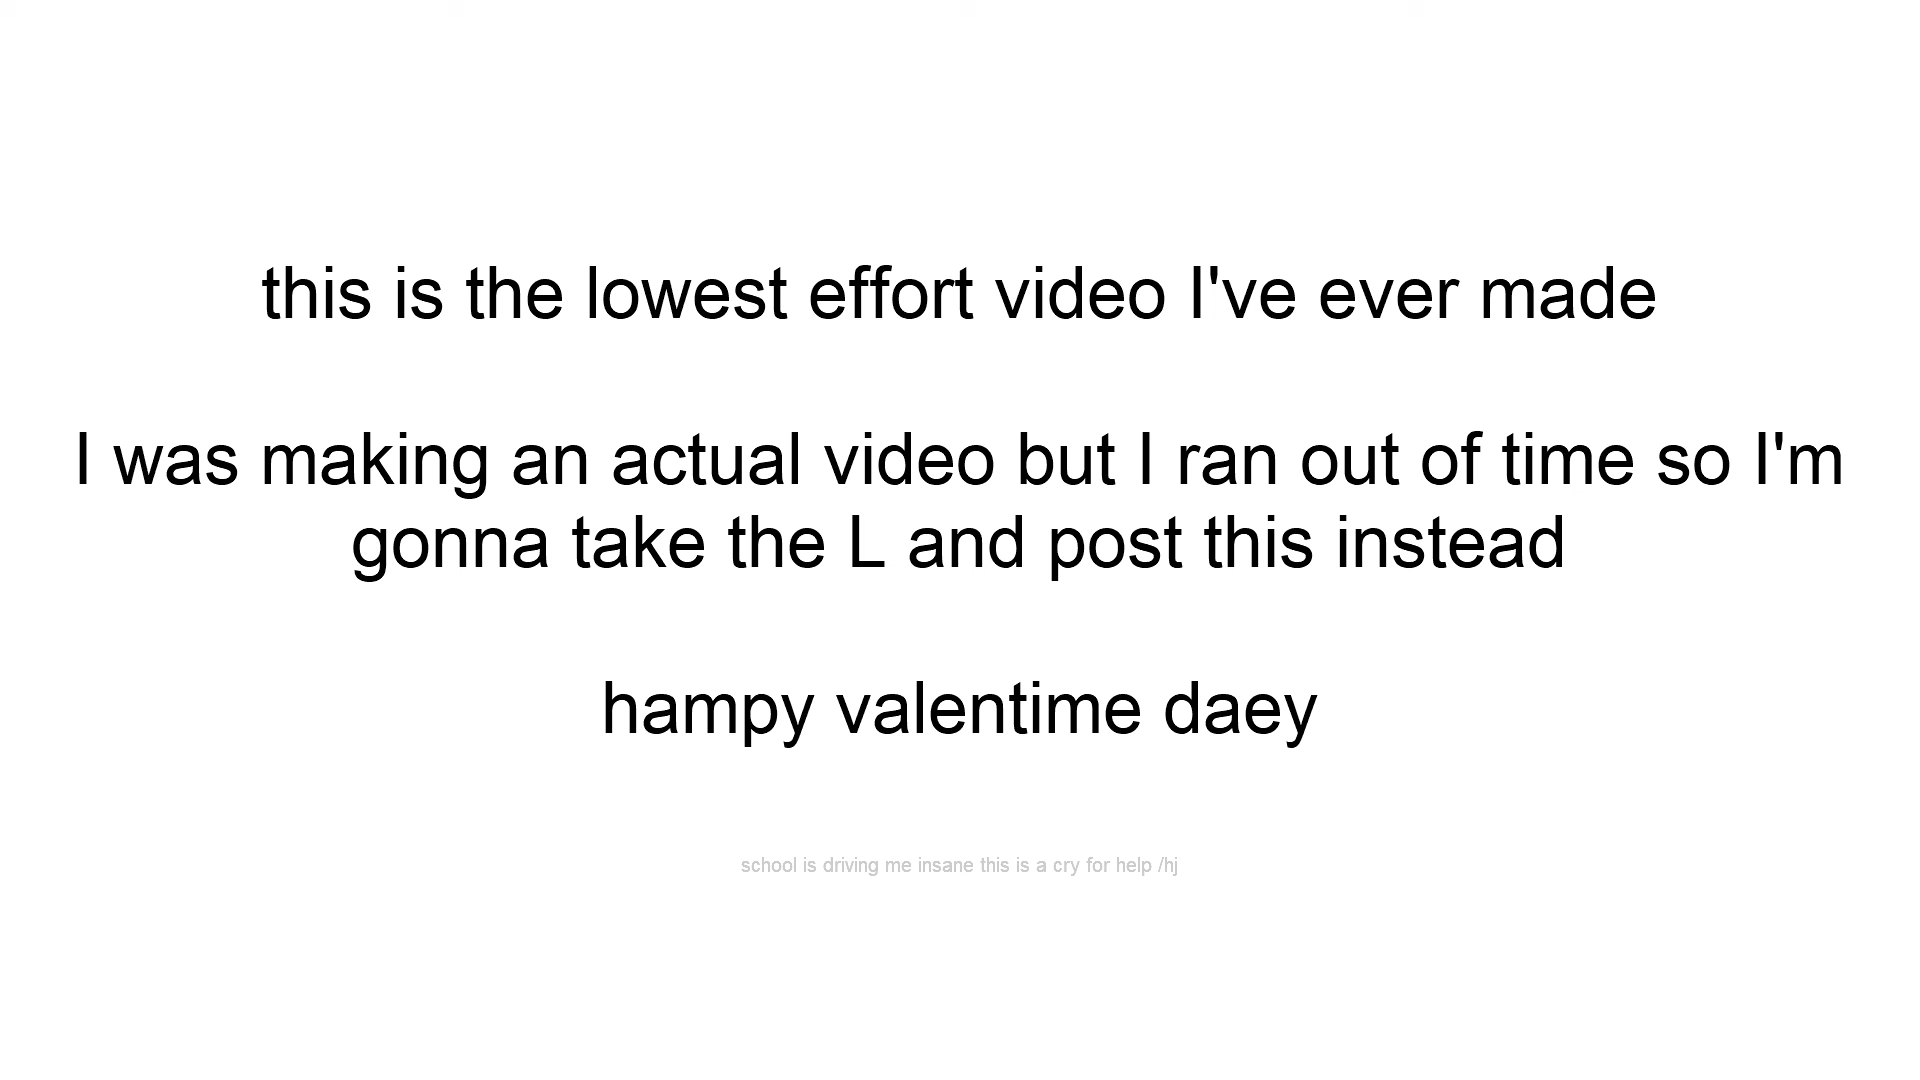 this is the lowest effort video I've ever made
I was making an actual video but I ran out of time so I'm
gonna take the L and post this instead
hampy valentime daey
school is driving me insane this is a cry for help /hj